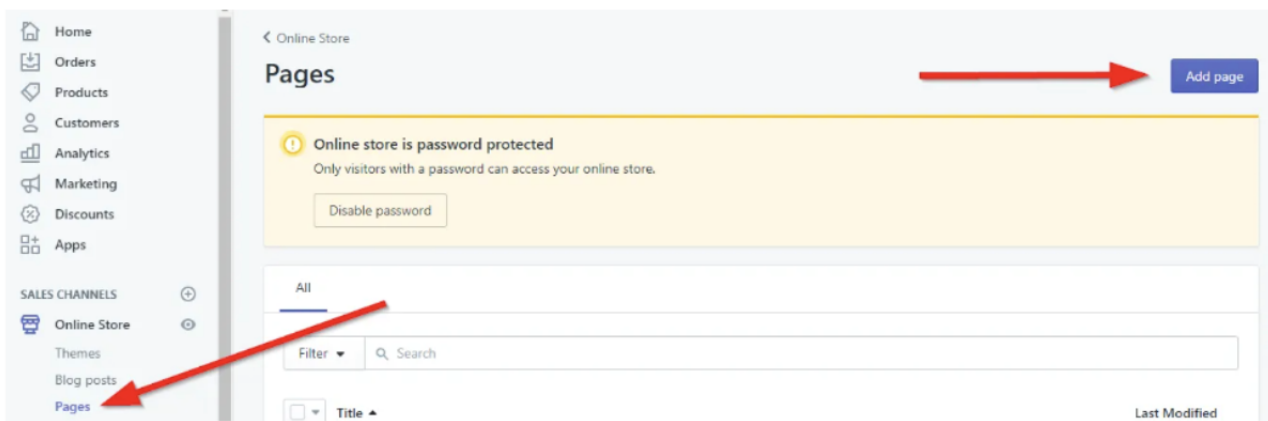 Home
Orders
Products
Customers
Analytics
Marketing
Discounts
Apps
SALES CHANNELS
Online Store
Themes
Blog posts
Pages
Online Store
Pages
Add page
Online store is password protected
Only visitors with a password can access your online store.
Disable password
All
Filter
Search
Title
Last Modified